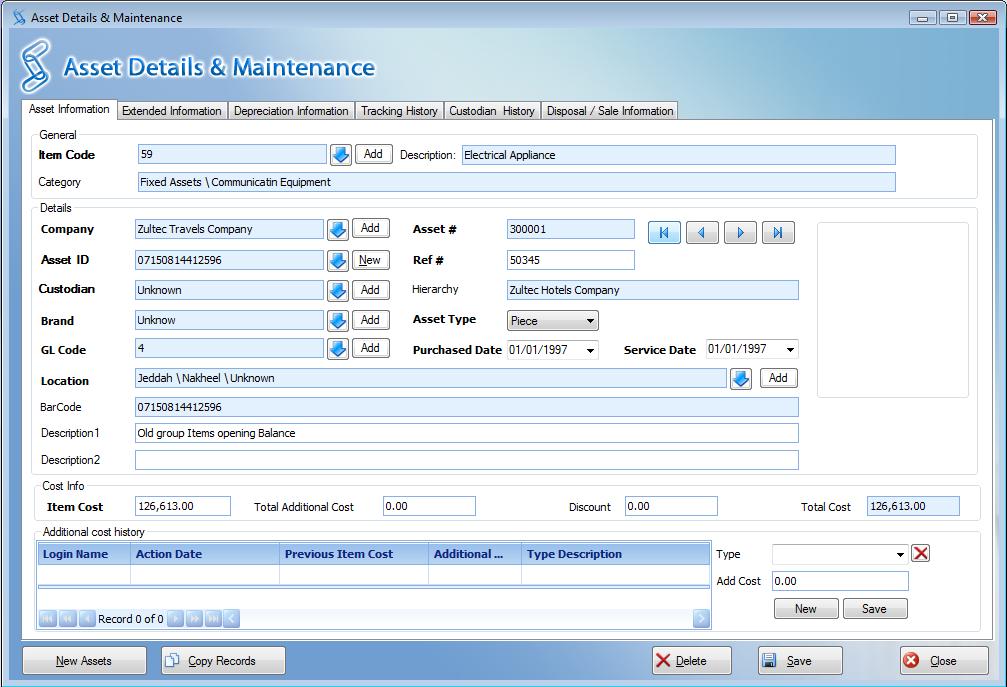 Asset Details & Maintenance
Asset Details & Maintenance
Asset Information Extended Information Depreciation Information Tracking History Custodian History Disposal / Sale Information
General
Item Code 59 Add Description: Electrical Appliance
Category Fixed Assets \ Communicatin Equipment
Details
Company Zultec Travels Company Add Asset # 300001
Asset ID 07150814412596 New Ref # 50345
Custodian Unknown Add Hierarchy Zultec Hotels Company
Brand Unknow Add Asset Type Piece
GL Code 4 Add Purchased Date 01/01/1997 Service Date 01/01/1997
Location Jeddah \ Nakheel \ Unknown Add
BarCode 07150814412596
Description1 Old group Items opening Balance
Description2
Cost Info
Item Cost 126,613.00 Total Additional Cost 0.00 Discount 0.00 Total Cost 126,613.00
Additional cost history
Login Name Action Date Previous Item Cost Additional ... Type Description Type
Add Cost 0.00
Record 0 of 0 New Save
New Assets Copy Records Delete Save Close